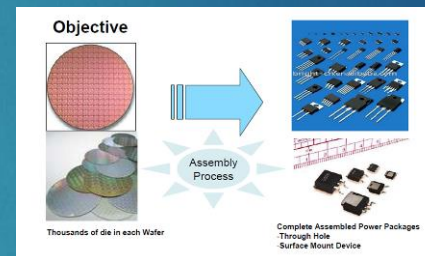 Objective
Assembly
Process
Thousands of die in each Wafer
Complete Assembled Power Packages
-Through Hole
-Surface Mount Device